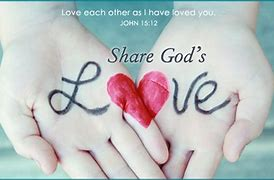 Love each other as I have loved you.
JOHN 15:12
Share God's
Love